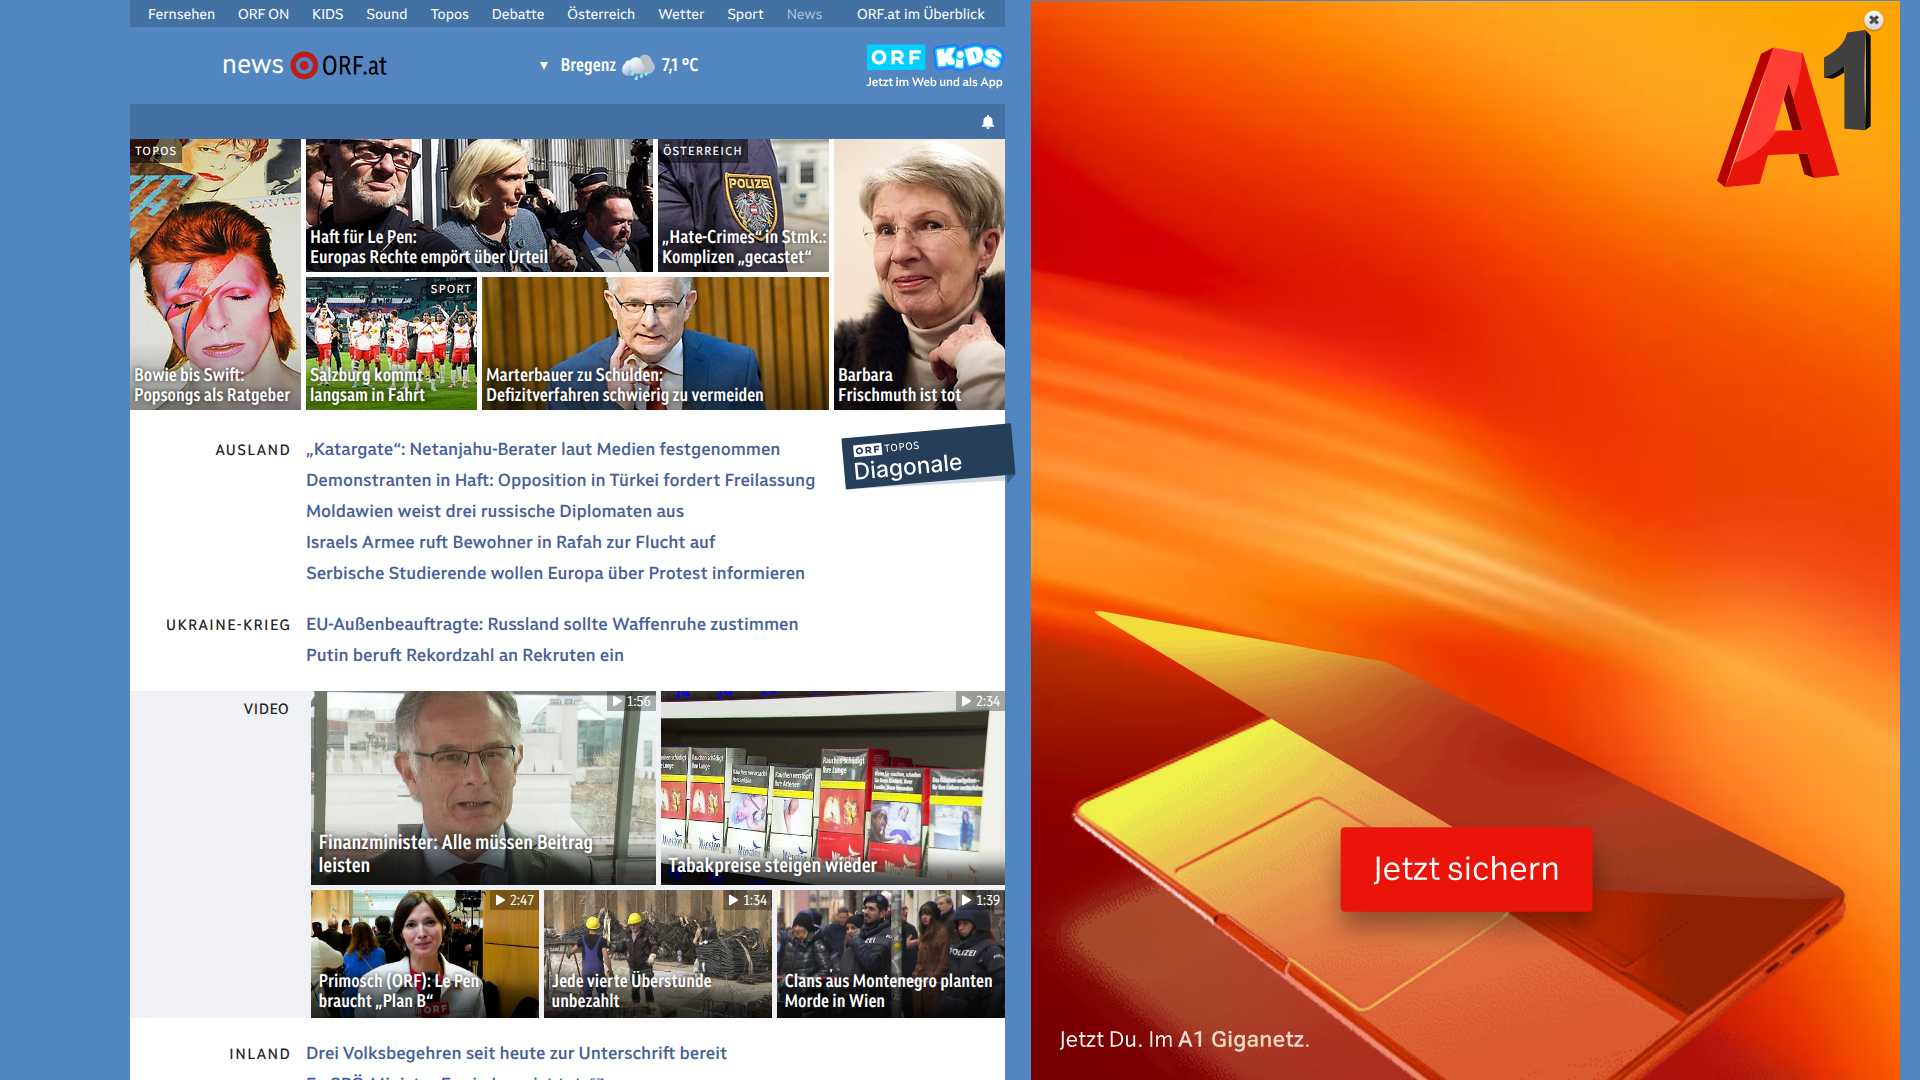 Fernsehen ORF ON KIDS Sound Topos Debatte Österreich Wetter Sport News ORF.at im Überblick
news ORF.at
Bregenz 7,1 °C
ORF KIDS
Jetzt im Web und als App
TOPOS
DAVID
Bowie bis Swift:
Popsongs als Ratgeber
Haft für Le Pen:
Europas Rechte empört über Urteil
ÖSTERREICH
POLIZEI
„Hate-Crimes“ in Stmk.:
Komplizen „gecastet“
SPORT
Salzburg kommt
langsam in Fahrt
Marterbauer zu Schulden:
Defizitverfahren schwierig zu vermeiden
Barbara
Frischmuth ist tot
AUSLAND
„Katargate“: Netanjahu-Berater laut Medien festgenommen
Demonstranten in Haft: Opposition in Türkei fordert Freilassung
Moldawien weist drei russische Diplomaten aus
Israels Armee ruft Bewohner in Rafah zur Flucht auf
Serbische Studierende wollen Europa über Protest informieren
ORF TOPOS
Diagonale
UKRAINE-KRIEG
EU-Außenbeauftragte: Russland sollte Waffenruhe zustimmen
Putin beruft Rekordzahl an Rekruten ein
VIDEO
1:56
Finanzminister: Alle müssen Beitrag
leisten
2:34
Rauchen schädigt
Ihre Lunge
Winston
Tabakpreise steigen wieder
2:47
Primosch (ORF): Le Pen
braucht „Plan B“
ORF
1:34
Jede vierte Überstunde
unbezahlt
1:39
POLIZEI
Clans aus Montenegro planten
Morde in Wien
INLAND
Drei Volksbegehren seit heute zur Unterschrift bereit
A1
Jetzt sichern
Jetzt Du. Im A1 Giganetz.